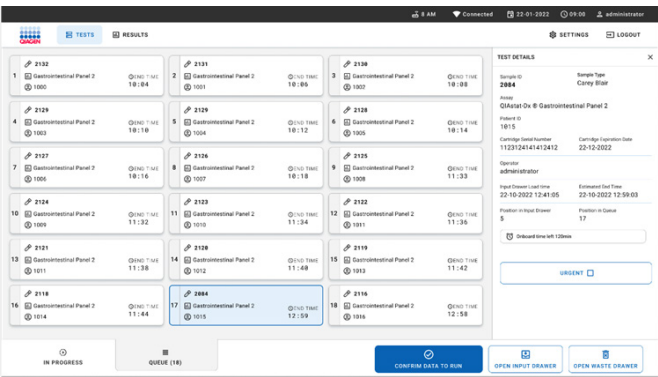 8 AM Connected 22-01-2022 09:00 administrator
QIAGEN TESTS RESULTS SETTINGS LOGOUT
1 2132 Gastrointestinal Panel 2 1000 END TIME 10:04
2 2131 Gastrointestinal Panel 2 1001 END TIME 10:06
3 2130 Gastrointestinal Panel 2 1002 END TIME 10:08
4 2129 Gastrointestinal Panel 2 1003 END TIME 10:10
5 2129 Gastrointestinal Panel 2 1004 END TIME 10:12
6 2128 Gastrointestinal Panel 2 1005 END TIME 10:14
7 2127 Gastrointestinal Panel 2 1006 END TIME 10:16
8 2126 Gastrointestinal Panel 2 1007 END TIME 10:18
9 2125 Gastrointestinal Panel 2 1008 END TIME 11:33
10 2124 Gastrointestinal Panel 2 1009 END TIME 11:32
11 2123 Gastrointestinal Panel 2 1010 END TIME 11:34
12 2122 Gastrointestinal Panel 2 1011 END TIME 11:36
13 2121 Gastrointestinal Panel 2 1011 END TIME 11:38
14 2120 Gastrointestinal Panel 2 1012 END TIME 11:40
15 2119 Gastrointestinal Panel 2 1013 END TIME 11:42
16 2118 Gastrointestinal Panel 2 1014 END TIME 11:44
17 2084 Gastrointestinal Panel 2 1015 END TIME 12:59
18 2116 Gastrointestinal Panel 2 1016 END TIME 12:58
TEST DETAILS
Sample ID Sample Type
2084 Carey Blair
Assay
QIAstat-Dx ® Gastrointestinal Panel 2
Patient ID
1015
Cartridge Serial Number Cartridge Expiration Date
1123124141412412 22-12-2022
Operator
administrator
Input Drawer Load time Estimated End Time
22-10-2022 12:41:05 22-10-2022 12:59:03
Position in Input Drawer Position in Queue
5 17
Onboard time left 120min
URGENT
IN PROGRESS QUEUE (18) CONFRIM DATA TO RUN OPEN INPUT DRAWER OPEN WASTE DRAWER